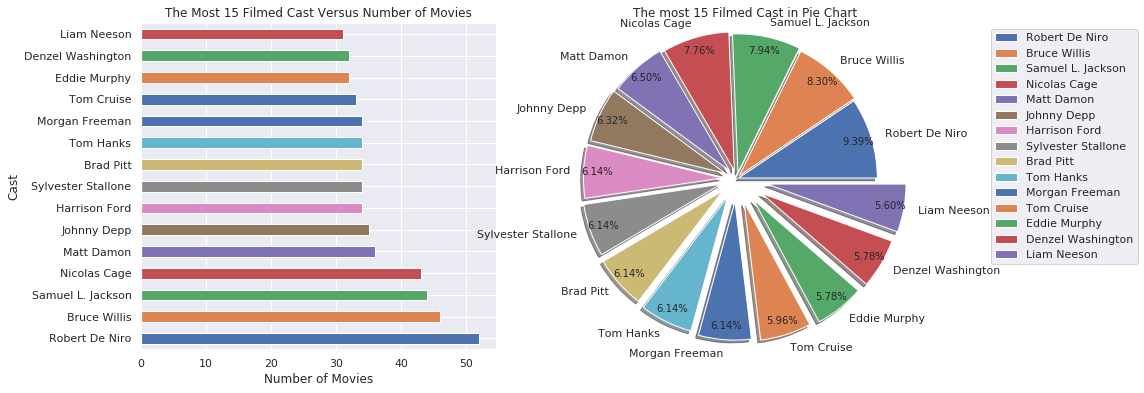 The Most 15 Filmed Cast Versus Number of Movies
Cast
Liam Neeson
Denzel Washington
Eddie Murphy
Tom Cruise
Morgan Freeman
Tom Hanks
Brad Pitt
Sylvester Stallone
Harrison Ford
Johnny Depp
Matt Damon
Nicolas Cage
Samuel L. Jackson
Bruce Willis
Robert De Niro
0 10 20 30 40 50
Number of Movies
The most 15 Filmed Cast in Pie Chart
Robert De Niro
9.39%
Bruce Willis
8.30%
Samuel L. Jackson
7.94%
Nicolas Cage
7.76%
Matt Damon
6.50%
Johnny Depp
6.32%
Harrison Ford
6.14%
Sylvester Stallone
6.14%
Brad Pitt
6.14%
Tom Hanks
6.14%
Morgan Freeman
6.14%
Tom Cruise
5.96%
Eddie Murphy
5.78%
Denzel Washington
5.78%
Liam Neeson
5.60%
Robert De Niro
Bruce Willis
Samuel L. Jackson
Nicolas Cage
Matt Damon
Johnny Depp
Harrison Ford
Sylvester Stallone
Brad Pitt
Tom Hanks
Morgan Freeman
Tom Cruise
Eddie Murphy
Denzel Washington
Liam Neeson